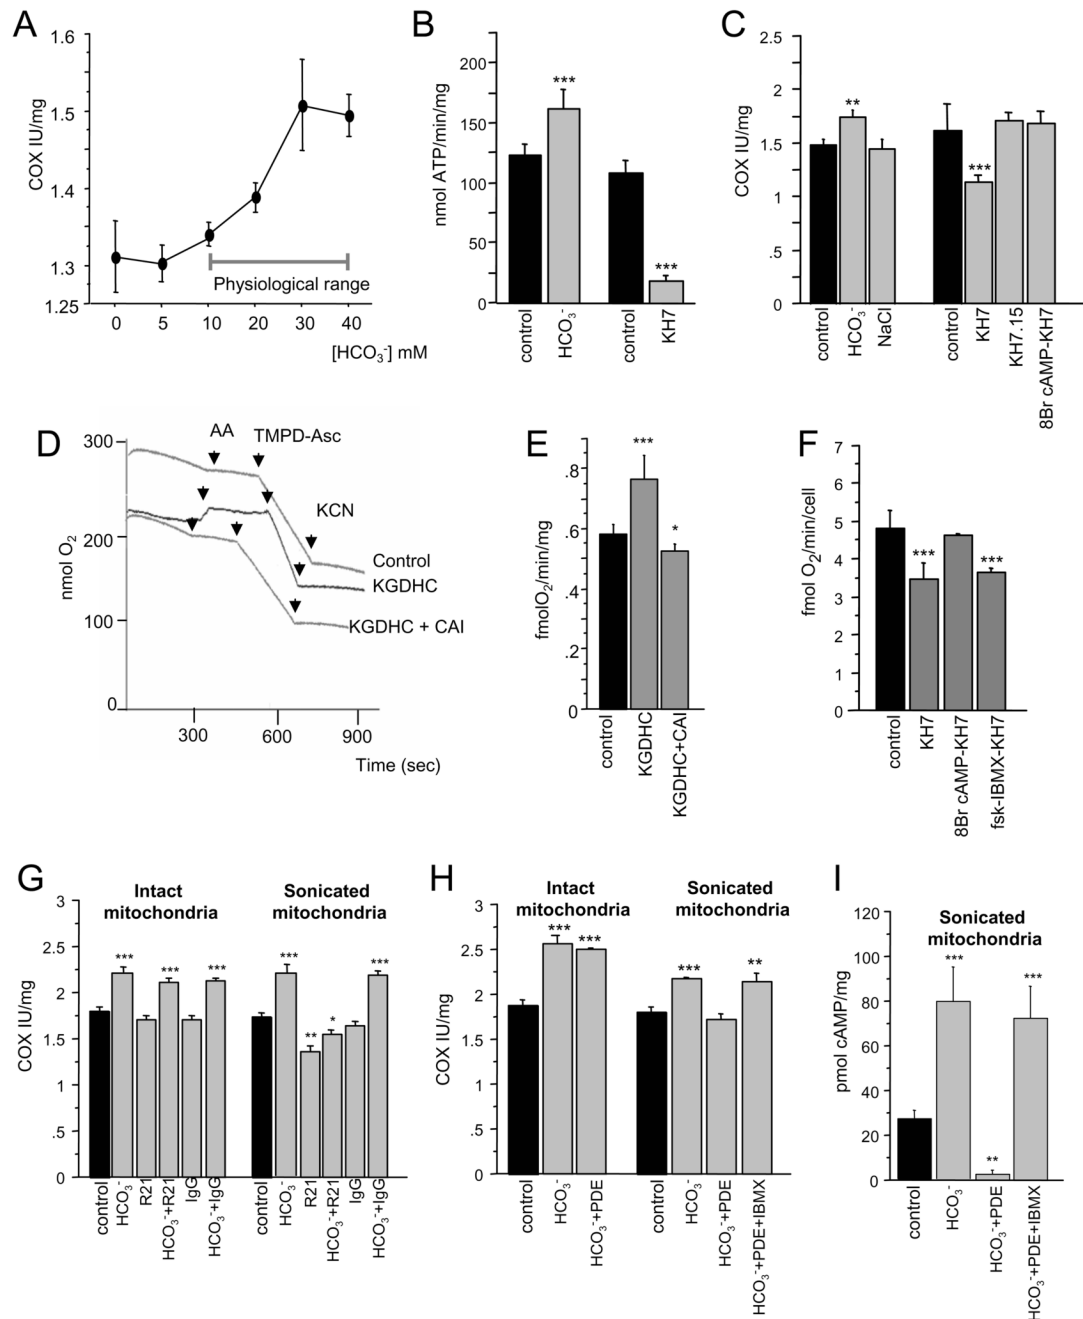 A
1.6
1.5
1.4
1.3
1.25
COX IU/mg
0 5 10 20 30 40
Physiological range
[HCO₃⁻] mM
B
200
150
100
50
0
nmol ATP/min/mg
***
***
control
HCO₃⁻
control
KH7
C
2.5
2
1.5
1
.5
0
COX IU/mg
**
***
control
HCO₃⁻
NaCl
control
KH7
KH7.15
8Br cAMP-KH7
D
300
200
100
0
nmol O₂
AA
TMPD-Asc
KCN
Control
KGDHC
KGDHC + CAI
300 600 900
Time (sec)
E
.8
.6
.4
.2
0
fmolO₂/min/mg
***
*
control
KGDHC
KGDHC+CAI
F
7
6
5
4
3
2
1
0
fmol O₂/min/cell
***
***
control
KH7
8Br cAMP-KH7
fsk-IBMX-KH7
G
Intact
mitochondria
Sonicated
mitochondria
3
2.5
2
1.5
1
.5
0
COX IU/mg
***
***
***
***
**
*
***
control
HCO₃⁻
R21
HCO₃⁻+R21
IgG
HCO₃⁻+IgG
control
HCO₃⁻
R21
HCO₃⁻+R21
IgG
HCO₃⁻+IgG
H
Intact
mitochondria
Sonicated
mitochondria
3
2.5
2
1.5
1
.5
0
COX IU/mg
***
***
***
**
control
HCO₃⁻
HCO₃⁻+PDE
control
HCO₃⁻
HCO₃⁻+PDE
HCO₃⁻+PDE+IBMX
I
Sonicated
mitochondria
120
100
80
60
40
20
0
pmol cAMP/mg
***
**
***
control
HCO₃⁻
HCO₃⁻+PDE
HCO₃⁻+PDE+IBMX